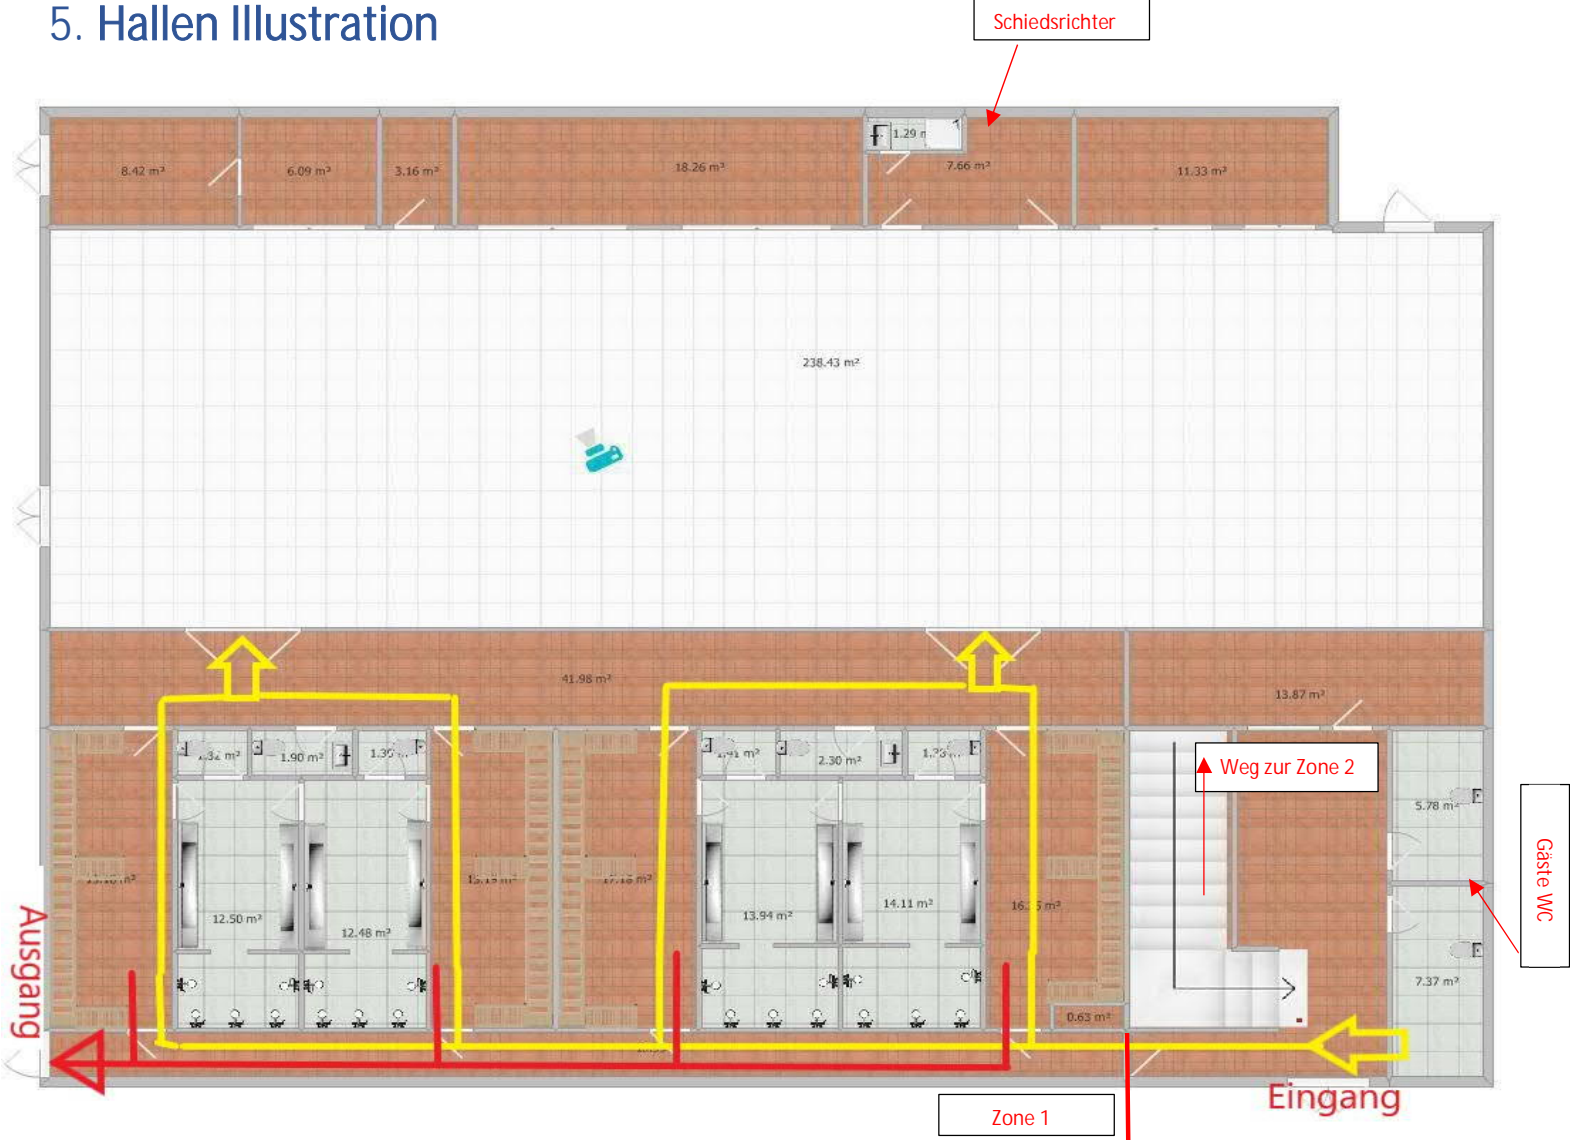 5. Hallen Illustration
Schiedsrichter
8.42 m²
6.09 m²
3.16 m²
18.26 m²
1.29
7.66 m²
11.33 m²
238.43 m²
41.98 m²
13.87 m²
1.90 m²
2.30 m²
Weg zur Zone 2
5.78 m²
Gäste WC
12.50 m²
12.48 m²
13.94 m²
14.11 m²
7.37 m²
0.63 m²
Ausgang
Eingang
Zone 1